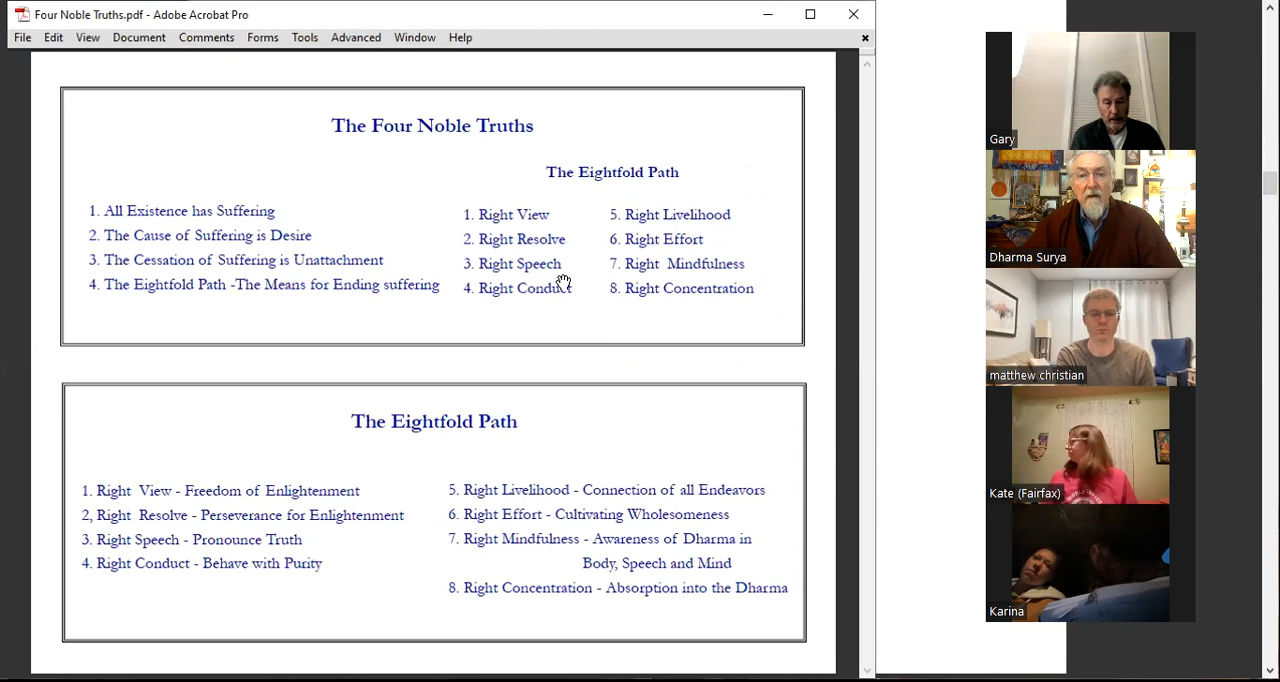 Four Noble Truths.pdf - Adobe Acrobat Pro
File Edit View Document Comments Forms Tools Advanced Window Help
The Four Noble Truths
The Eightfold Path
1. All Existence has Suffering
2. The Cause of Suffering is Desire
3. The Cessation of Suffering is Unattachment
4. The Eightfold Path -The Means for Ending suffering
1. Right View
2. Right Resolve
3. Right Speech
4. Right Conduct
5. Right Livelihood
6. Right Effort
7. Right Mindfulness
8. Right Concentration
The Eightfold Path
1. Right View - Freedom of Enlightenment
2, Right Resolve - Perseverance for Enlightenment
3. Right Speech - Pronounce Truth
4. Right Conduct - Behave with Purity
5. Right Livelihood - Connection of all Endeavors
6. Right Effort - Cultivating Wholesomeness
7. Right Mindfulness - Awareness of Dharma in
Body, Speech and Mind
8. Right Concentration - Absorption into the Dharma
Gary
Dharma Surya
matthew christian
Kate (Fairfax)
Karina